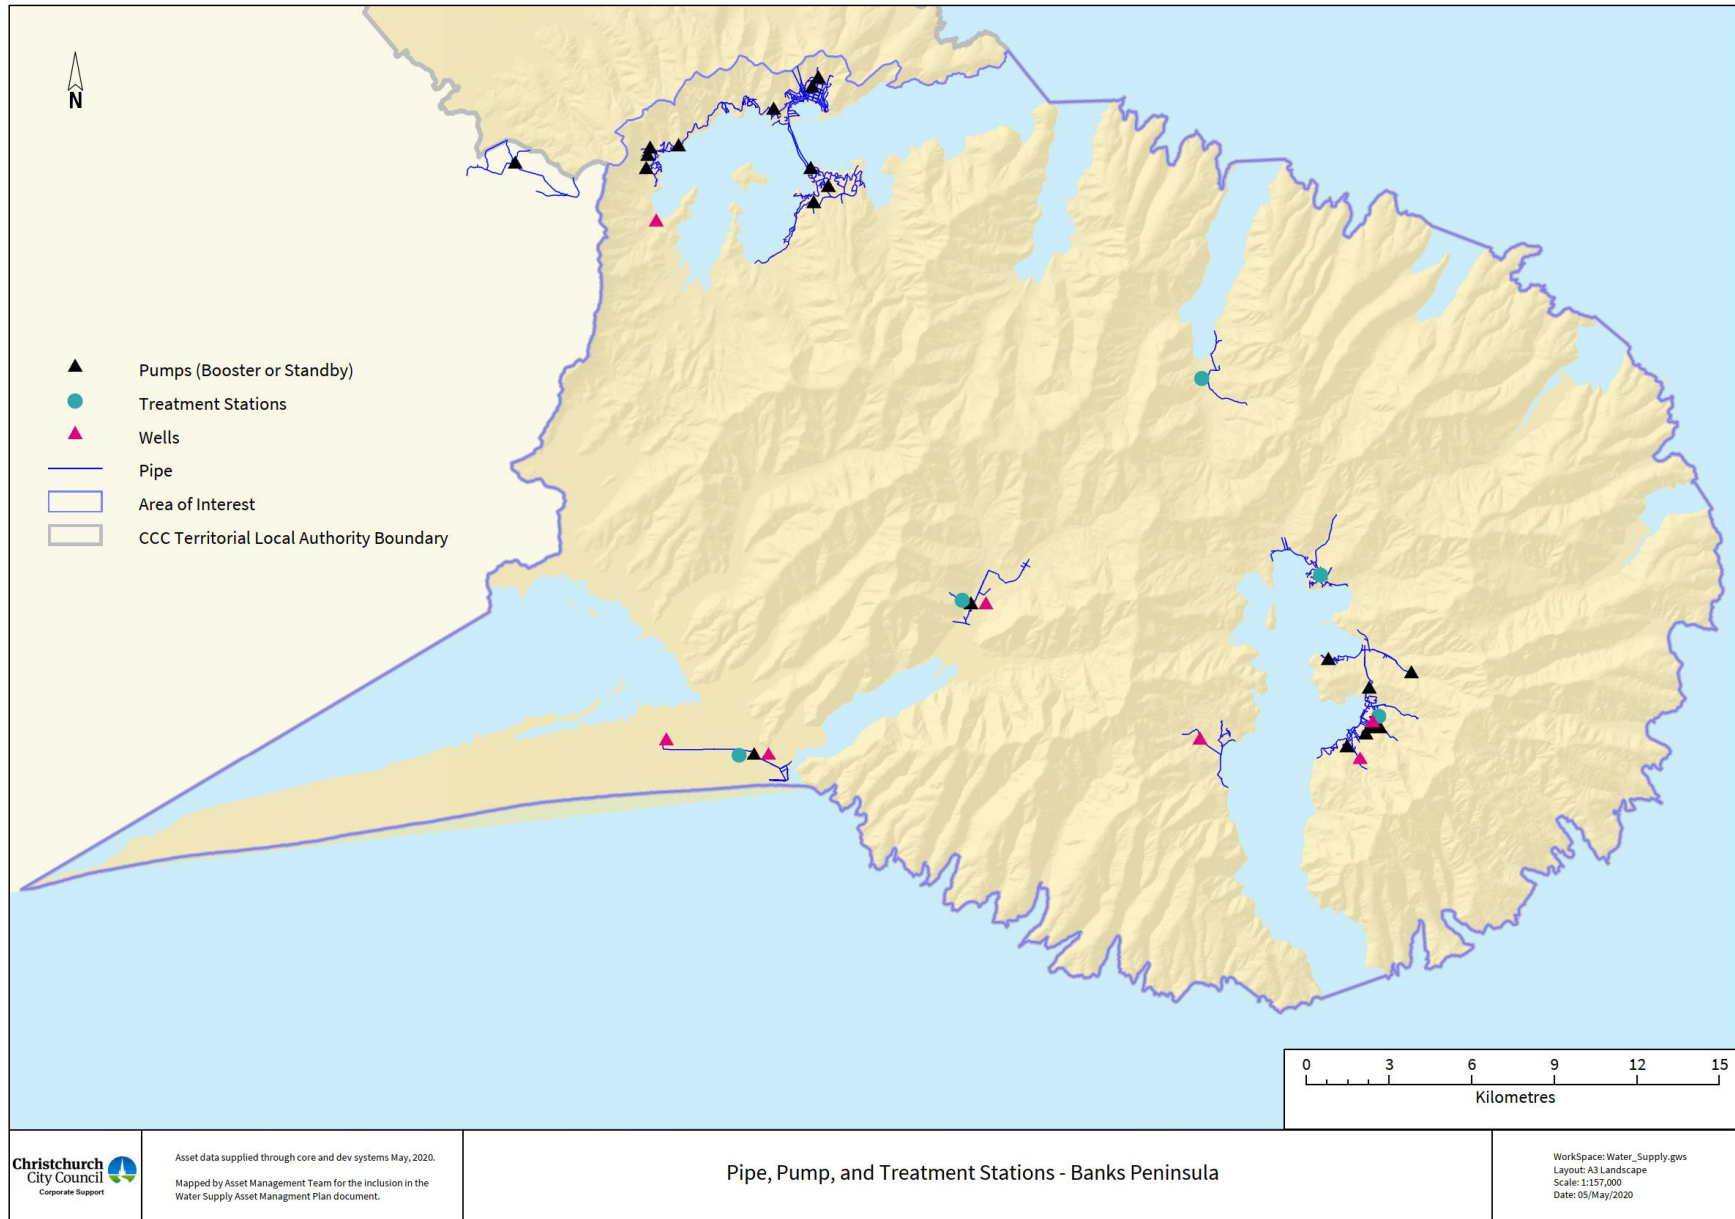 N
Pumps (Booster or Standby)
Treatment Stations
Wells
Pipe
Area of Interest
CCC Territorial Local Authority Boundary
0 3 6 9 12 15
Kilometres
Christchurch
City Council
Corporate Support
Asset data supplied through core and dev systems May, 2020.
Mapped by Asset Management Team for the inclusion in the
Water Supply Asset Managment Plan document.
Pipe, Pump, and Treatment Stations - Banks Peninsula
WorkSpace: Water_Supply.gws
Layout: A3 Landscape
Scale: 1:157,000
Date: 05/May/2020